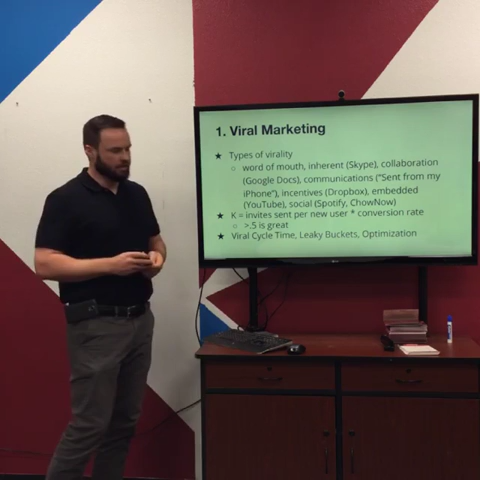 1. Viral Marketing
★ Types of virality
○ word of mouth, inherent (Skype), collaboration
(Google Docs), communications ("Sent from my
iPhone"), incentives (Dropbox), embedded
(YouTube), social (Spotify, ChowNow)
★ K = invites sent per new user * conversion rate
○ >.5 is great
★ Viral Cycle Time, Leaky Buckets, Optimization